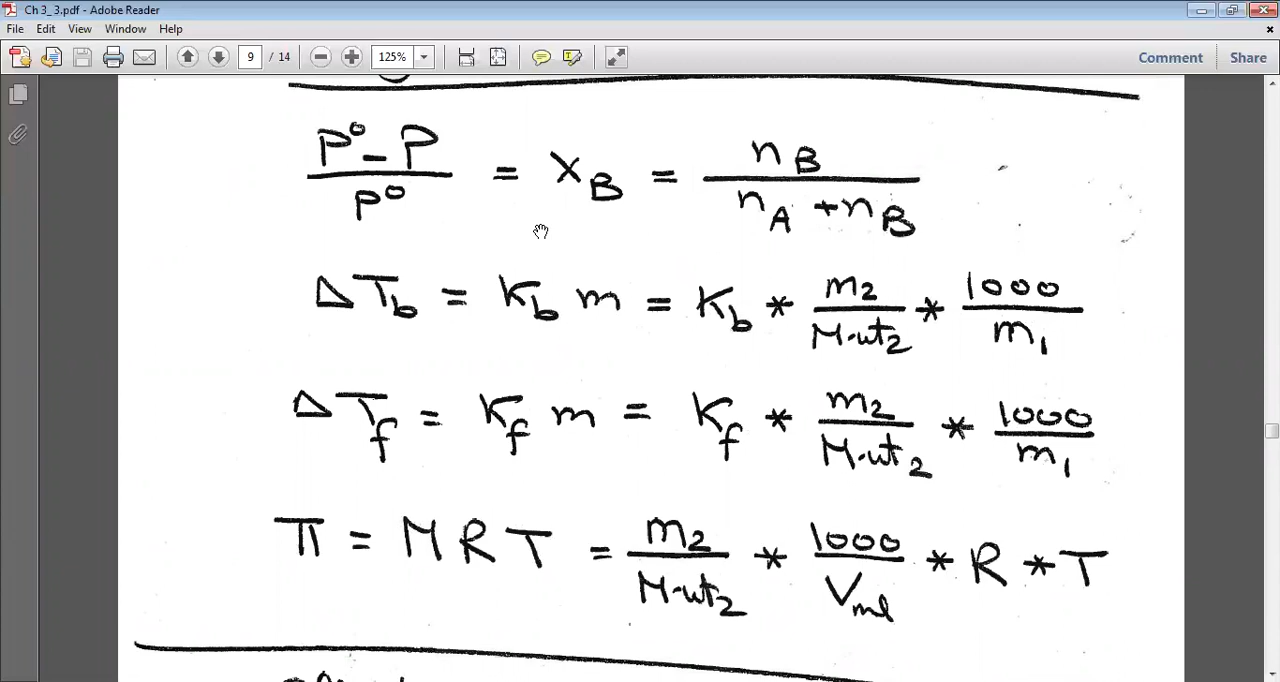 Ch 3_3.pdf - Adobe Reader
File Edit View Window Help
9 / 14 125% Comment Share
P° - P / P° = X_B = n_B / n_A + n_B
ΔT_b = K_b m = K_b * m_2 / M.wt_2 * 1000 / m_1
ΔT_f = K_f m = K_f * m_2 / M.wt_2 * 1000 / m_1
π = M R T = m_2 / M.wt_2 * 1000 / V_ml * R * T